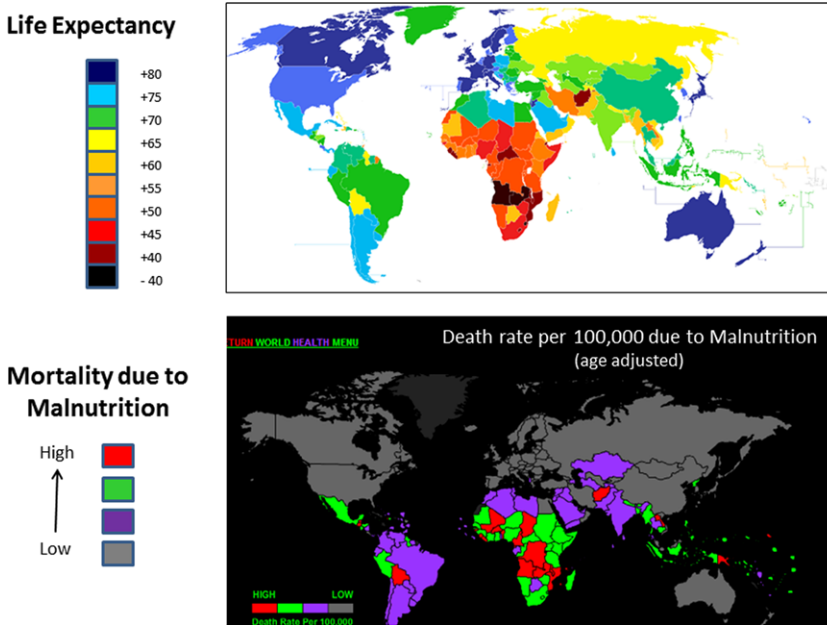 Life Expectancy
+80
+75
+70
+65
+60
+55
+50
+45
+40
- 40
Death rate per 100,000 due to Malnutrition
(age adjusted)
TURN WORLD HEALTH MENU
Mortality due to
Malnutrition
High
Low
HIGH LOW
Death Rate Per 100,000